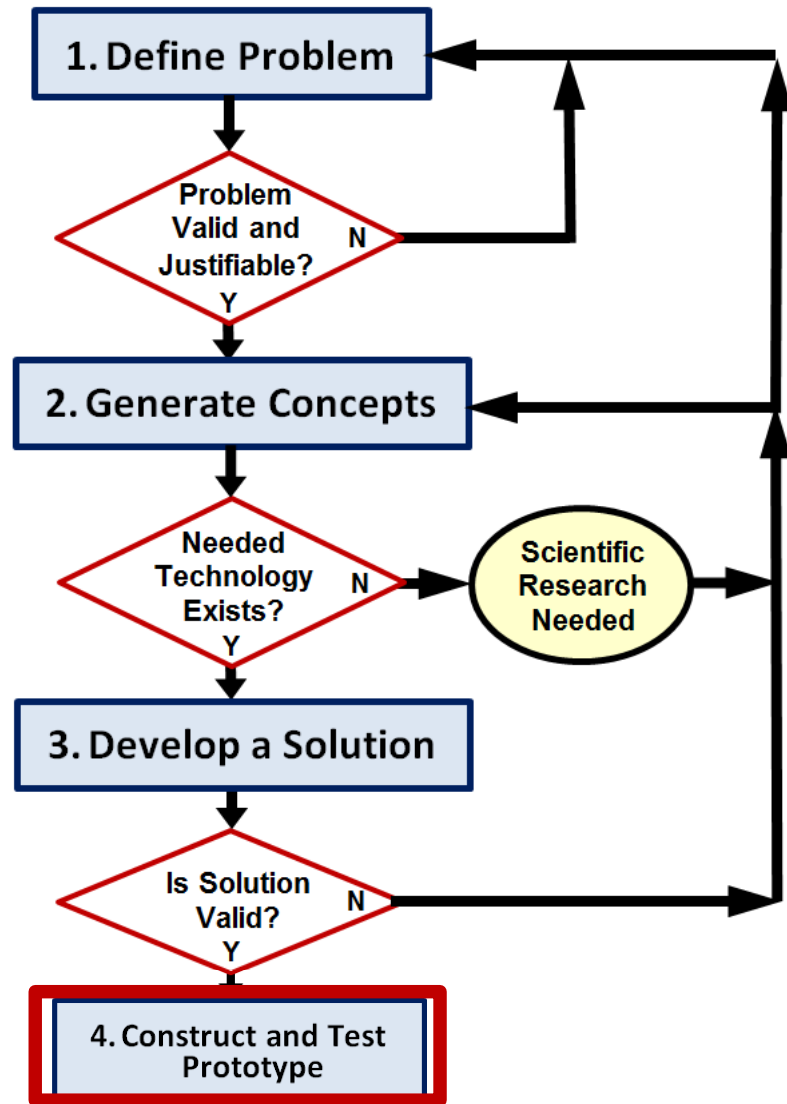 1. Define Problem
Problem
Valid and
N
Justifiable?
Y
2. Generate Concepts
Needed
Technology
N
Exists?
Y
Scientific
Research
Needed
3. Develop a Solution
Is Solution
Valid?
N
Y
4. Construct and Test
Prototype